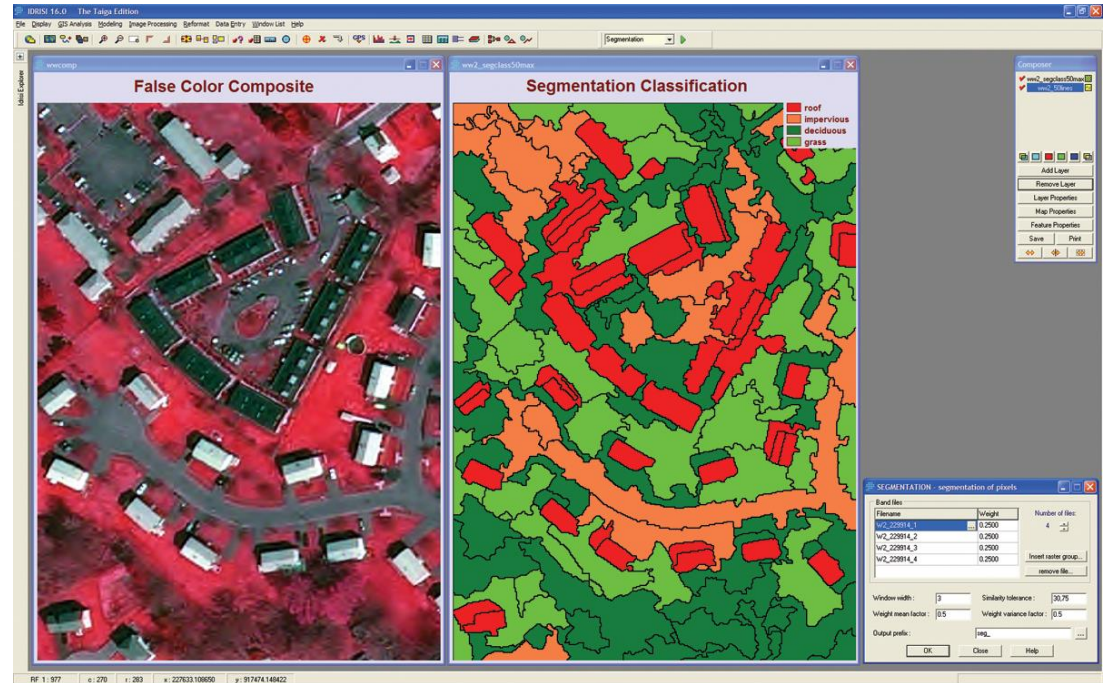 IDRISI 16.0 The Taiga Edition
File Display GIS Analysis Modeling Image Processing Reformat Data Entry Window List Help
GPS
Segmentation
Idrisi Explorer
wwcomp
False Color Composite
ww2_segclass50max
Segmentation Classification
roof
impervious
deciduous
grass
Composer
ww2_segclass50max
ww2_50lines
Add Layer
Remove Layer
Layer Properties
Map Properties
Feature Properties
Save Print
SEGMENTATION - segmentation of pixels
Band files
Filename Weight Number of files:
W2_229914_1 ... 0.2500 4
W2_229914_2 0.2500
W2_229914_3 0.2500
W2_229914_4 0.2500
Insert raster group...
remove file...
Window width : 3 Similarity tolerance : 30,75
Weight mean factor : 0.5 Weight variance factor : 0.5
Output prefix : seg_ ...
OK Close Help
RF 1 : 977 c : 270 r : 283 x : 227633.108650 y : 917474.148422